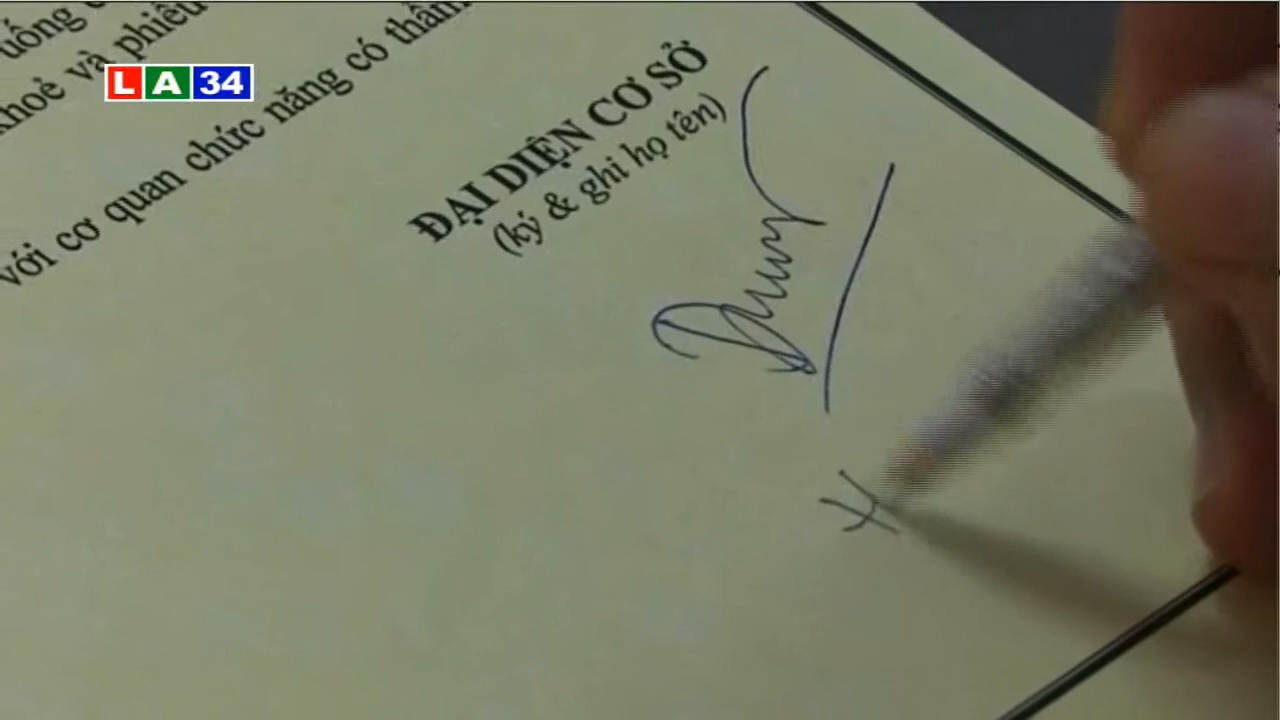 uống
khoẻ và phiếu
với cơ quan chức năng có thẩm
LA34
ĐẠI DIỆN CƠ SỞ
(ký & ghi họ tên)
Dung
H